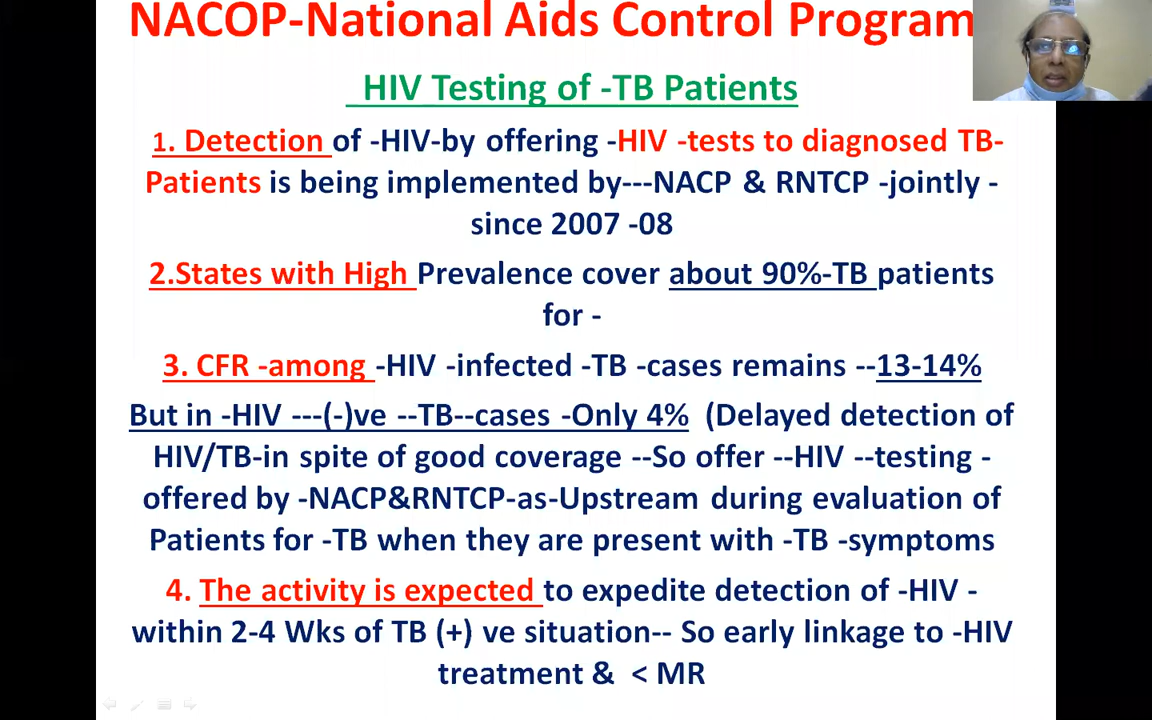 NACOP-National Aids Control Program
HIV Testing of -TB Patients
1. Detection of -HIV-by offering -HIV -tests to diagnosed TB-
Patients is being implemented by---NACP & RNTCP -jointly -
since 2007 -08
2.States with High Prevalence cover about 90%-TB patients
for -
3. CFR -among -HIV -infected -TB -cases remains --13-14%
But in -HIV ---(-)ve --TB--cases -Only 4% (Delayed detection of
HIV/TB-in spite of good coverage --So offer --HIV --testing -
offered by -NACP&RNTCP-as-Upstream during evaluation of
Patients for -TB when they are present with -TB -symptoms
4. The activity is expected to expedite detection of -HIV -
within 2-4 Wks of TB (+) ve situation-- So early linkage to -HIV
treatment & < MR